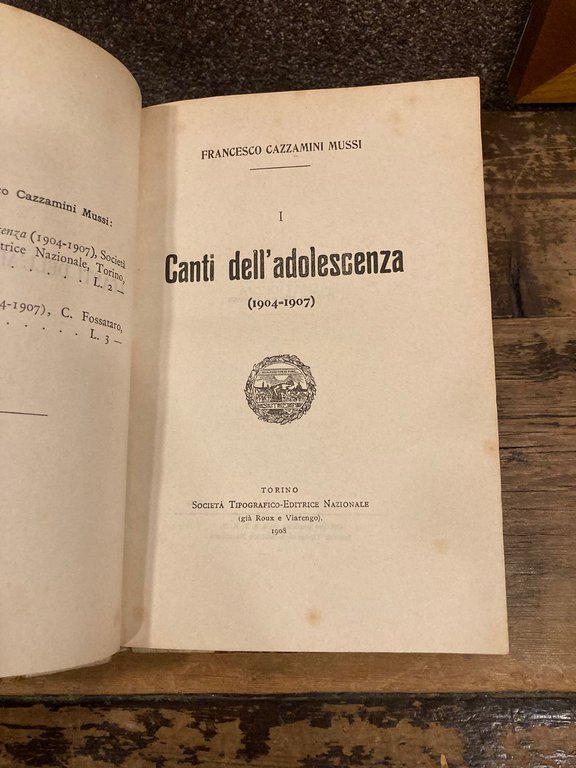 co Cazzamini Mussi:
enza (1904-1907), Società
trice Nazionale, Torino,
. . . . . . L. 2 —
4-1907), C. Fossataro,
. . . . . L. 3 —
FRANCESCO CAZZAMINI MUSSI
I
Canti dell'adolescenza
(1904-1907)
TORINO
SOCIETÀ TIPOGRAFICO-EDITRICE NAZIONALE
(già Roux e Viarengo).
1908